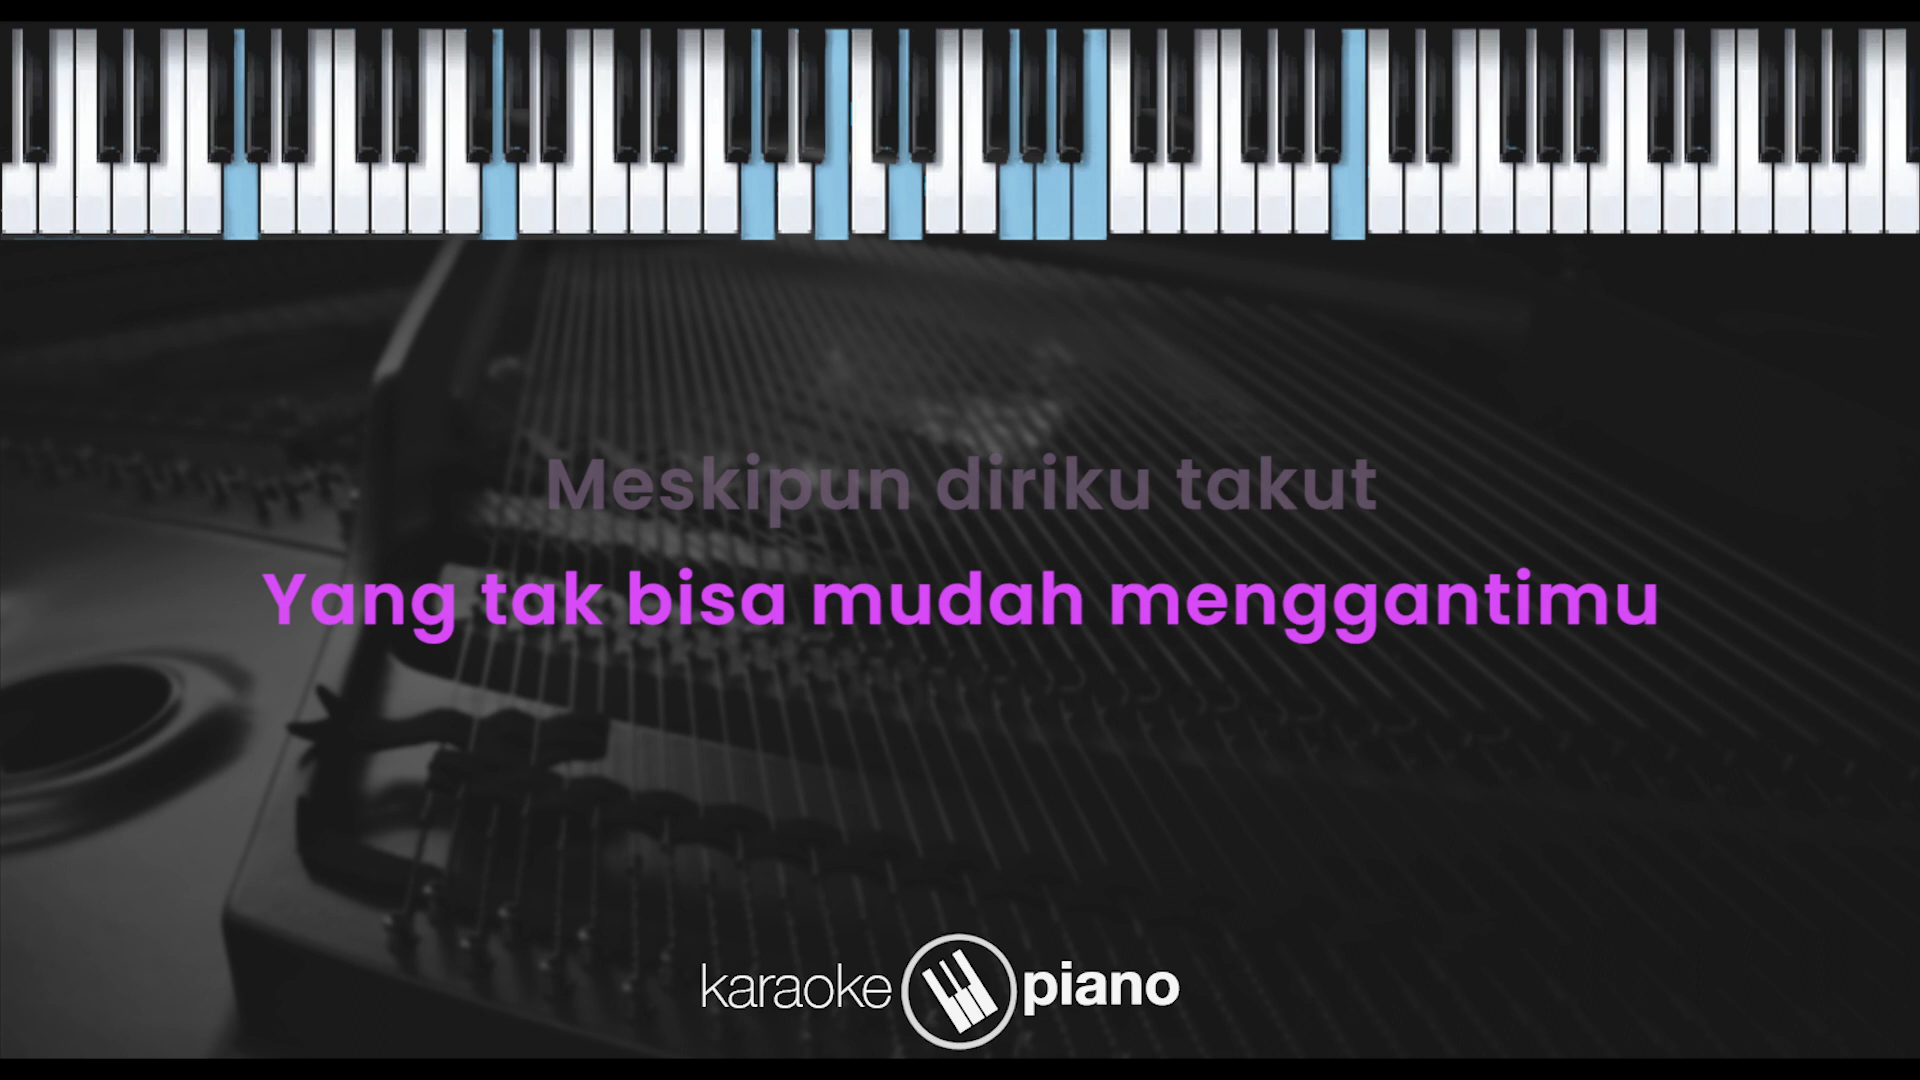 Meskipun diriku takut
Yang tak bisa mudah menggantimu
karaoke piano